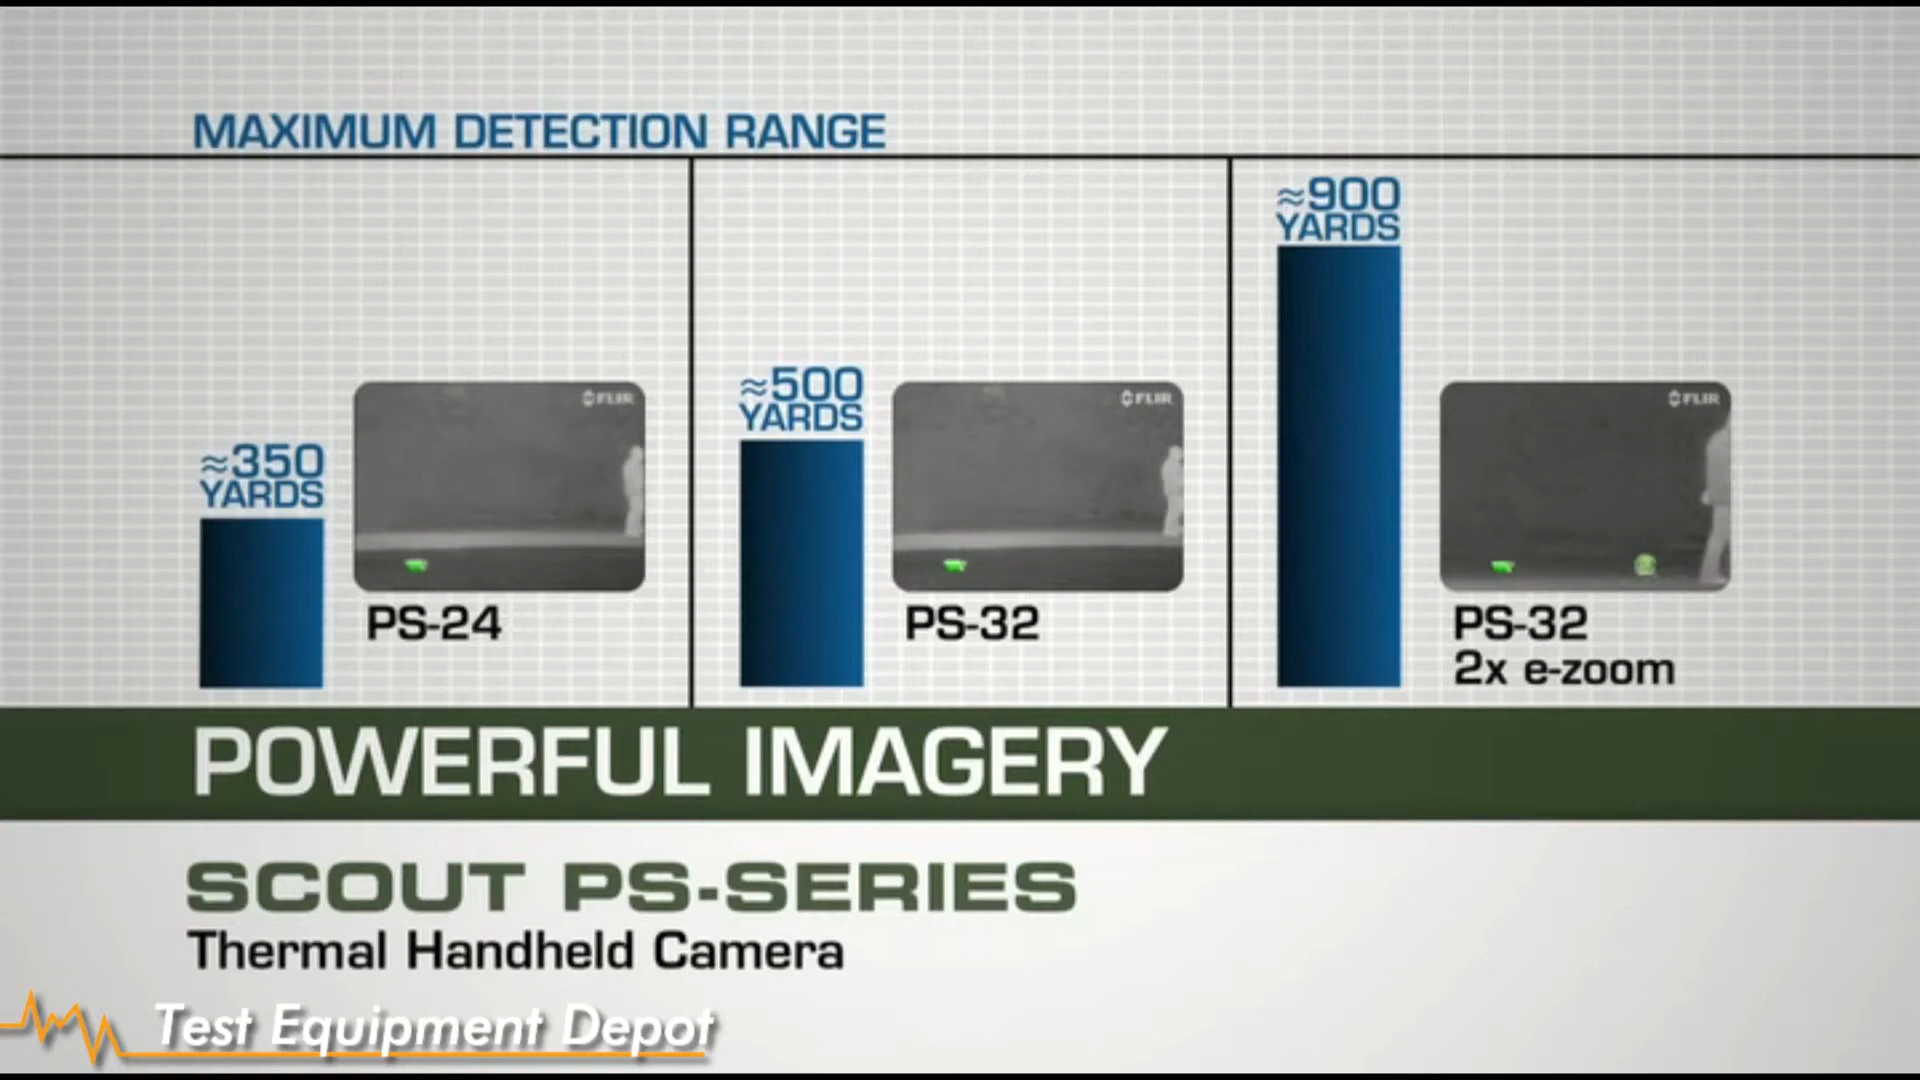 MAXIMUM DETECTION RANGE
≈350
YARDS
FLIR
PS-24
≈500
YARDS
FLIR
PS-32
≈900
YARDS
FLIR
PS-32
2x e-zoom
POWERFUL IMAGERY
SCOUT PS-SERIES
Thermal Handheld Camera
Test Equipment Depot